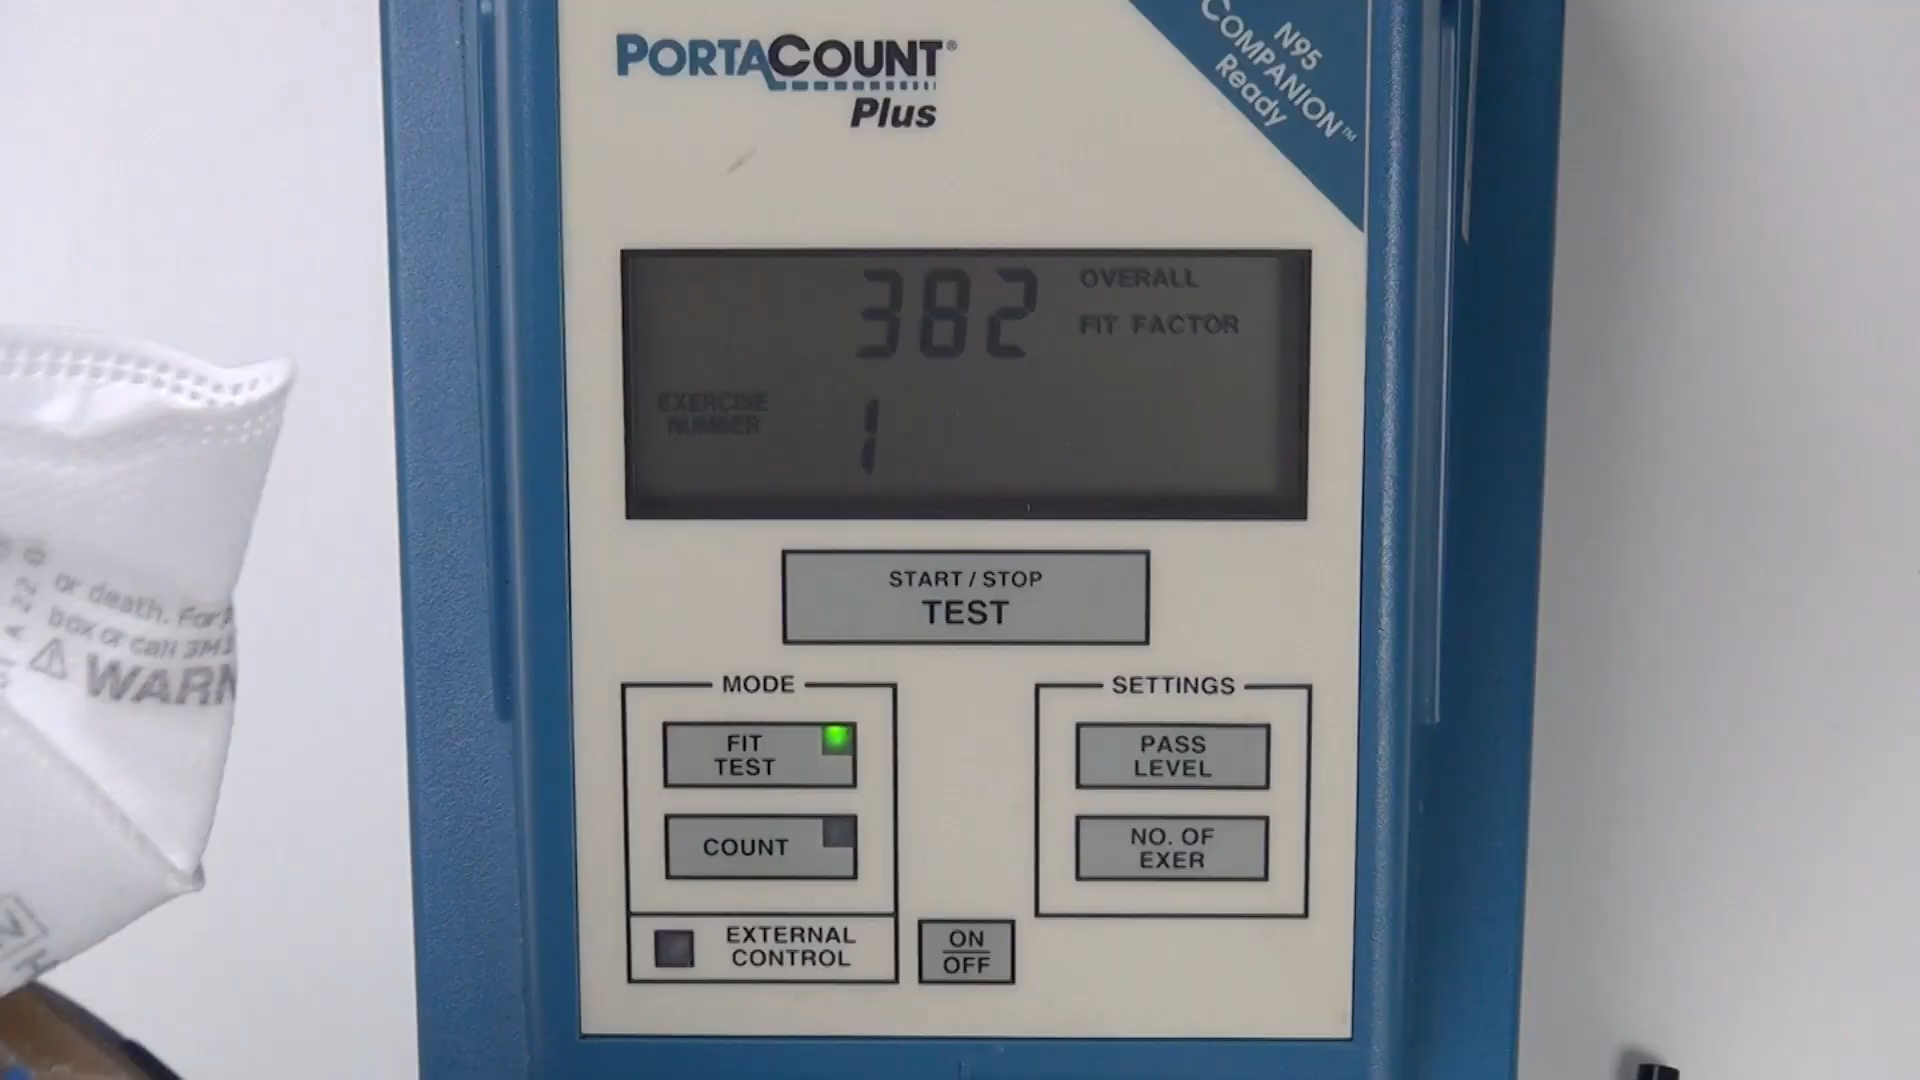 PORTACOUNT®
Plus
N95
COMPANION™
Ready
382
OVERALL
FIT FACTOR
EXERCISE
NUMBER
1
START / STOP
TEST
MODE
FIT
TEST
COUNT
EXTERNAL
CONTROL
ON
OFF
SETTINGS
PASS
LEVEL
NO. OF
EXER
or death. For
box or call 3M
⚠ WARN